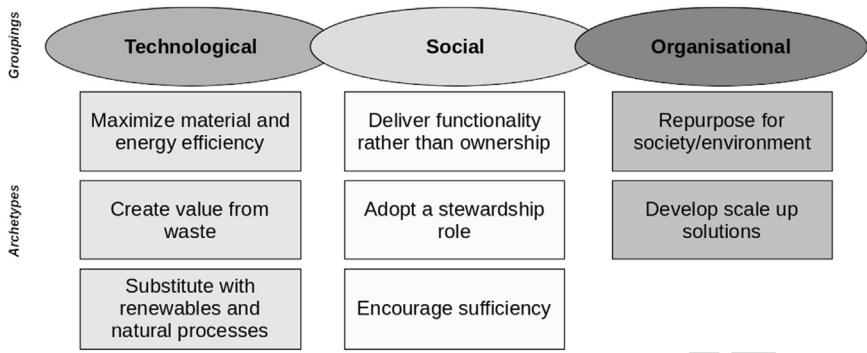 Groupings
Technological
Social
Organisational
Archetypes
Maximize material and
energy efficiency
Deliver functionality
rather than ownership
Repurpose for
society/environment
Create value from
waste
Adopt a stewardship
role
Develop scale up
solutions
Substitute with
renewables and
natural processes
Encourage sufficiency